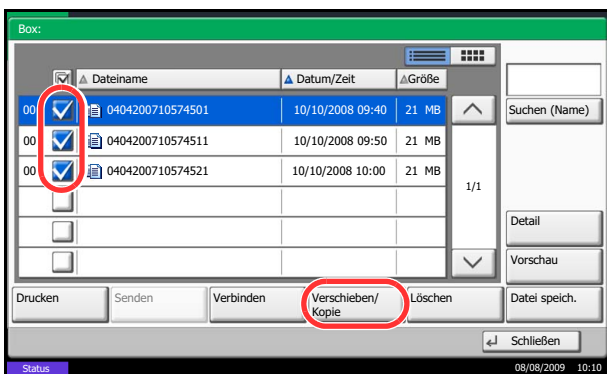 Box:
Dateiname Datum/Zeit Größe
00 0404200710574501 10/10/2008 09:40 21 MB
Suchen (Name)
00 0404200710574511 10/10/2008 09:50 21 MB
00 0404200710574521 10/10/2008 10:00 21 MB
1/1
Detail
Vorschau
Drucken Senden Verbinden Verschieben/
Kopie Löschen Datei speich.
Schließen
Status 08/08/2009 10:10